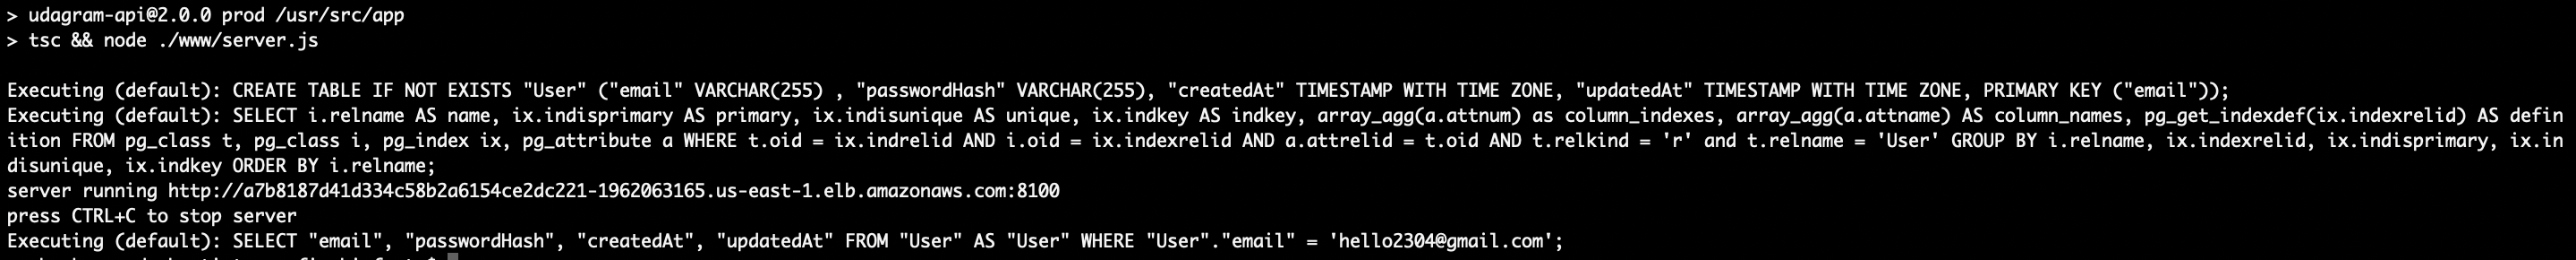 > udagram-api@2.0.0 prod /usr/src/app
> tsc && node ./www/server.js
Executing (default): CREATE TABLE IF NOT EXISTS "User" ("email" VARCHAR(255) , "passwordHash" VARCHAR(255), "createdAt" TIMESTAMP WITH TIME ZONE, "updatedAt" TIMESTAMP WITH TIME ZONE, PRIMARY KEY ("email"));
Executing (default): SELECT i.relname AS name, ix.indisprimary AS primary, ix.indisunique AS unique, ix.indkey AS indkey, array_agg(a.attnum) as column_indexes, array_agg(a.attname) AS column_names, pg_get_indexdef(ix.indexrelid) AS defin
ition FROM pg_class t, pg_class i, pg_index ix, pg_attribute a WHERE t.oid = ix.indrelid AND i.oid = ix.indexrelid AND a.attrelid = t.oid AND t.relkind = 'r' and t.relname = 'User' GROUP BY i.relname, ix.indexrelid, ix.indisprimary, ix.in
disunique, ix.indkey ORDER BY i.relname;
server running http://a7b8187d41d334c58b2a6154ce2dc221-1962063165.us-east-1.elb.amazonaws.com:8100
press CTRL+C to stop server
Executing (default): SELECT "email", "passwordHash", "createdAt", "updatedAt" FROM "User" AS "User" WHERE "User"."email" = 'hello2304@gmail.com';